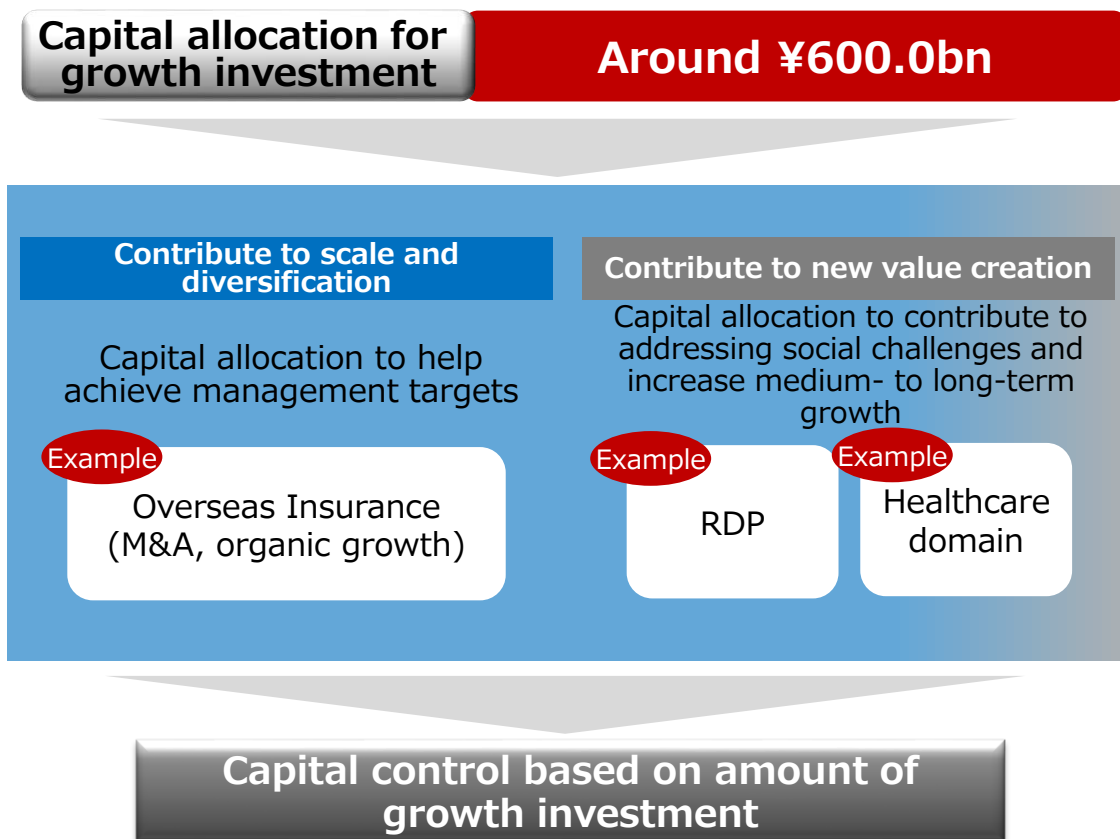 Capital allocation for
growth investment
Around ¥600.0bn
Contribute to scale and
diversification
Capital allocation to help
achieve management targets
Example
Overseas Insurance
(M&A, organic growth)
Contribute to new value creation
Capital allocation to contribute to
addressing social challenges and
increase medium- to long-term
growth
Example
RDP
Example
Healthcare
domain
Capital control based on amount of
growth investment